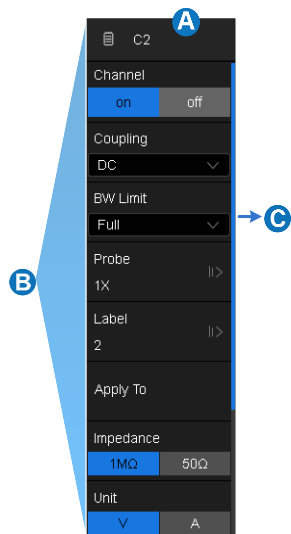 A
C2
Channel
on off
Coupling
DC
BW Limit
Full
C
Probe
1X
B
Label
2
Apply To
Impedance
1MΩ 50Ω
Unit
V A